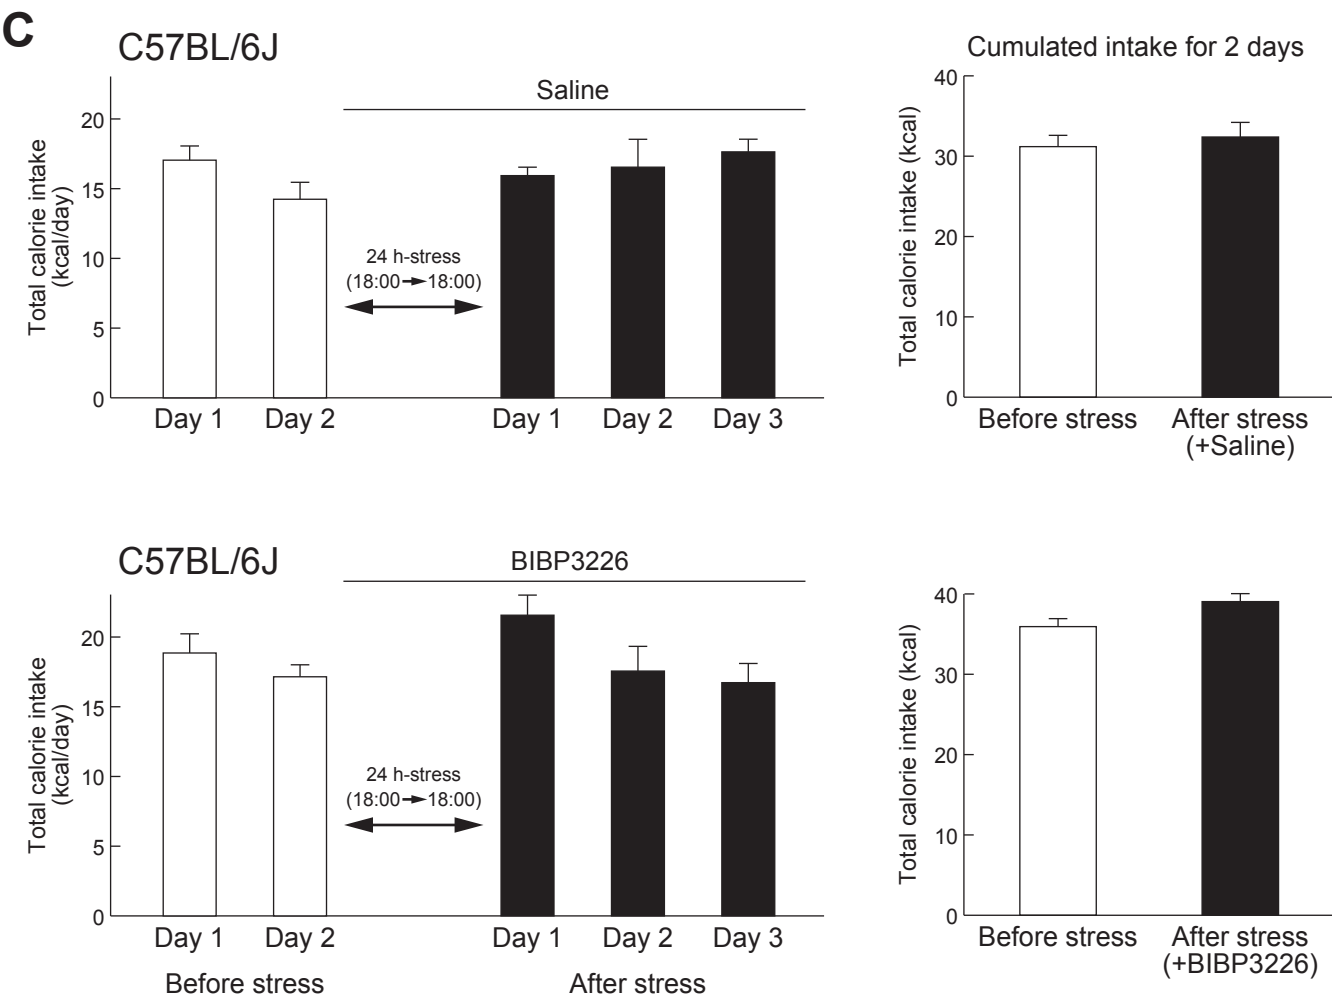 C
C57BL/6J
Saline
Total calorie intake
(kcal/day)
20
15
10
5
0
24 h-stress
(18:00→18:00)
Day 1 Day 2 Day 1 Day 2 Day 3
Cumulated intake for 2 days
Total calorie intake (kcal)
40
30
20
10
0
Before stress After stress
(+Saline)
C57BL/6J
BIBP3226
Total calorie intake
(kcal/day)
20
15
10
5
0
24 h-stress
(18:00→18:00)
Day 1 Day 2 Day 1 Day 2 Day 3
Before stress After stress
Total calorie intake (kcal)
40
30
20
10
0
Before stress After stress
(+BIBP3226)